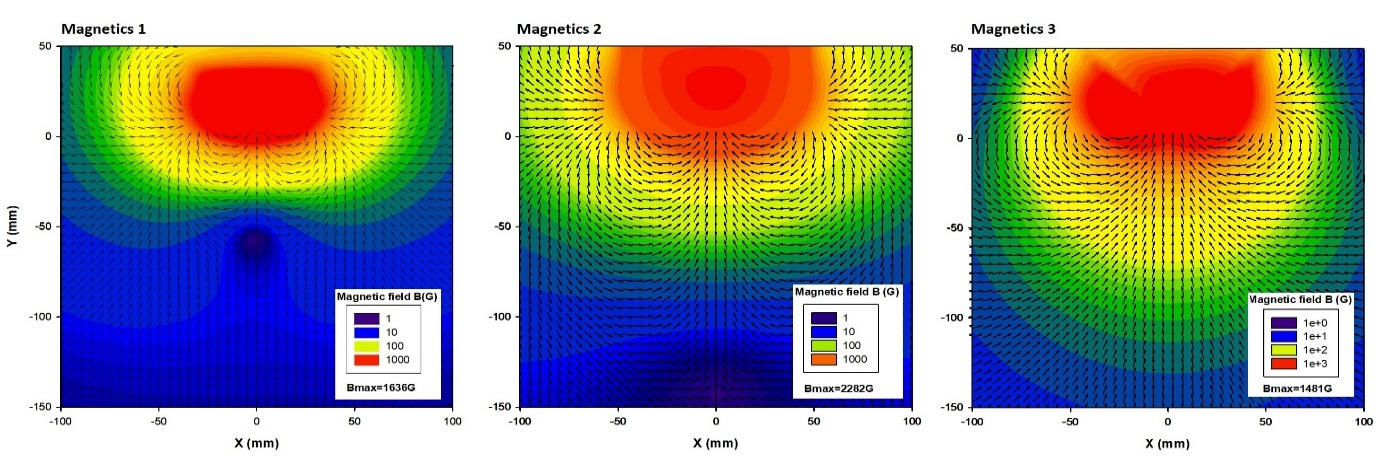 Magnetics 1
50
0
-50
-100
-150
Y (mm)
-100
-50
0
50
100
X (mm)
Magnetic field B(G)
1
10
100
1000
Bmax=1636G
Magnetics 2
50
0
-50
-100
-150
-100
-50
0
50
100
X (mm)
Magnetic field B (G)
1
10
100
1000
Bmax=2282G
Magnetics 3
50
0
-50
-100
-150
-100
-50
0
50
100
X (mm)
Magnetic field B (G)
1e+0
1e+1
1e+2
1e+3
Bmax=1481G